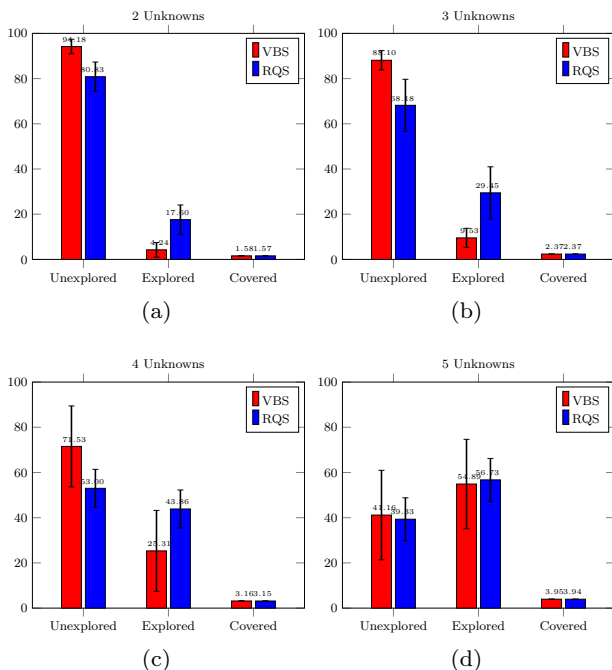 2 Unknowns
3 Unknowns
100
80
60
40
20
0
94.18
80.83
4.24
17.60
1.58
1.57
VBS
RQS
Unexplored
Explored
Covered
(a)
100
80
60
40
20
0
88.10
68.18
9.53
29.45
2.37
2.37
VBS
RQS
Unexplored
Explored
Covered
(b)
4 Unknowns
5 Unknowns
100
80
60
40
20
0
71.53
53.00
25.31
43.86
3.16
3.15
VBS
RQS
Unexplored
Explored
Covered
(c)
100
80
60
40
20
0
41.16
39.33
54.89
56.73
3.95
3.94
VBS
RQS
Unexplored
Explored
Covered
(d)